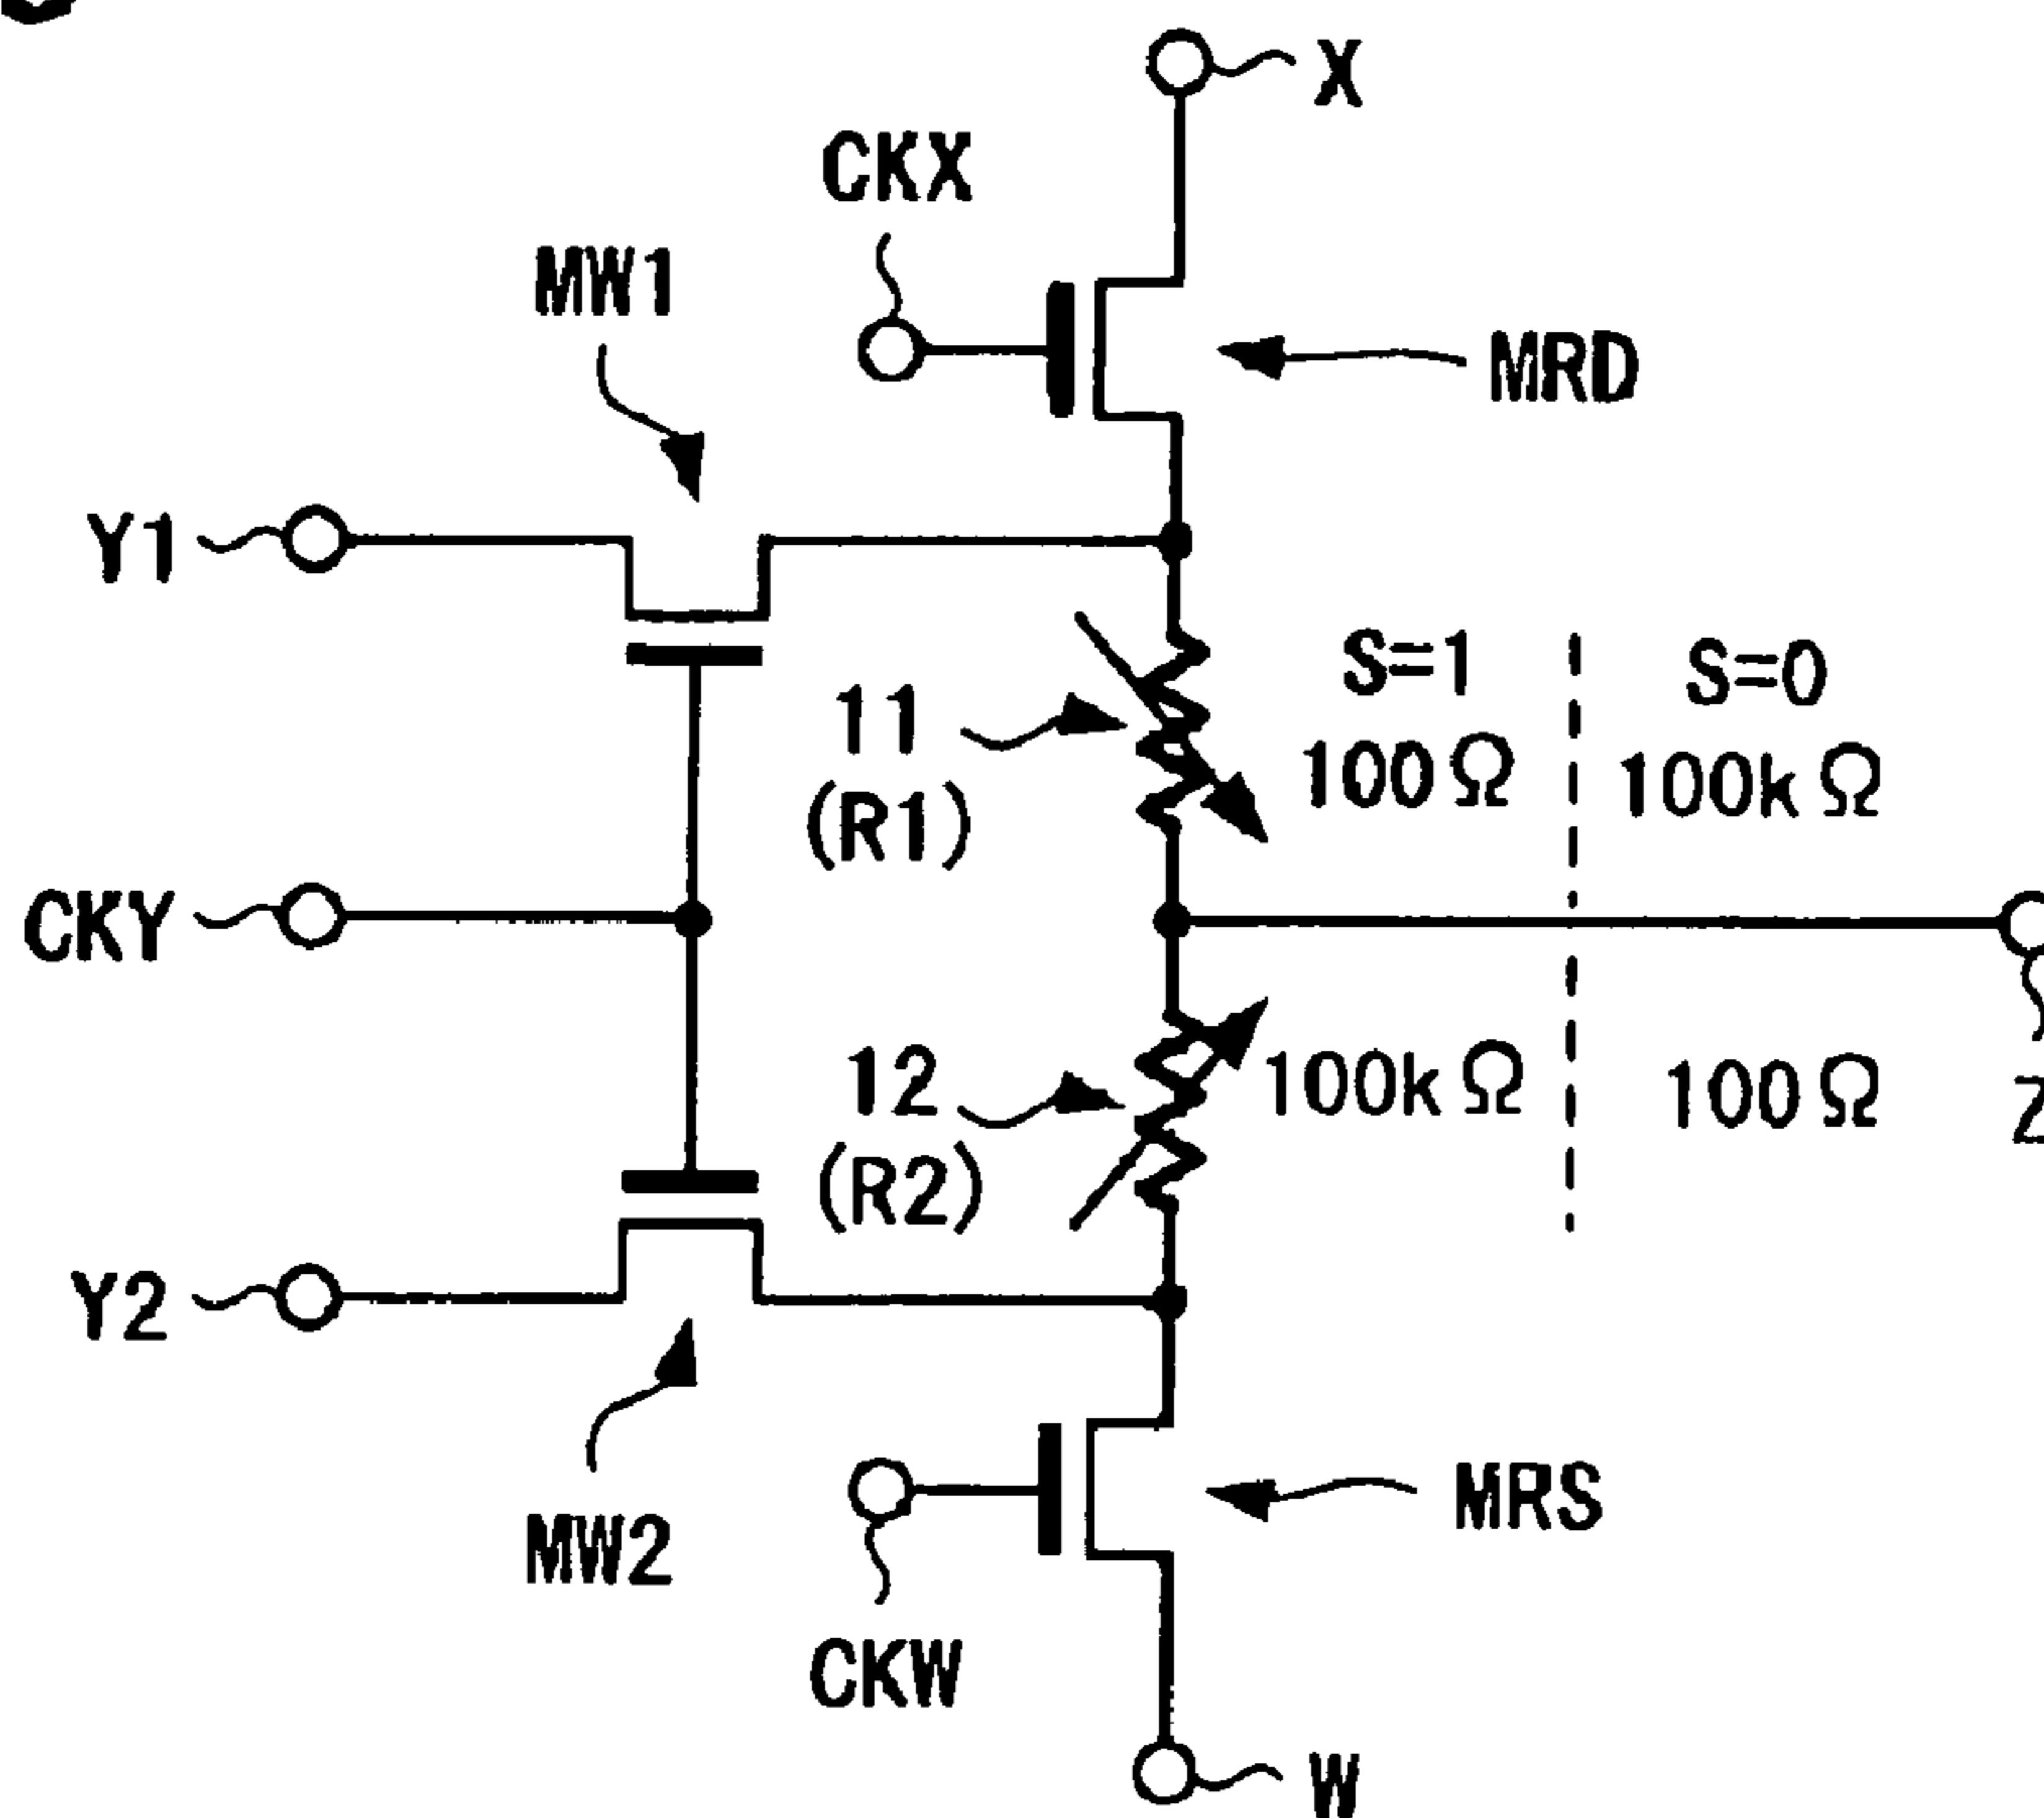 X
CKX
MW1
MRD
Y1
S=1
S=0
11
(R1)
100Ω
100kΩ
CKY
Z
12
(R2)
100kΩ
100Ω
Y2
MW2
MRS
CKW
W